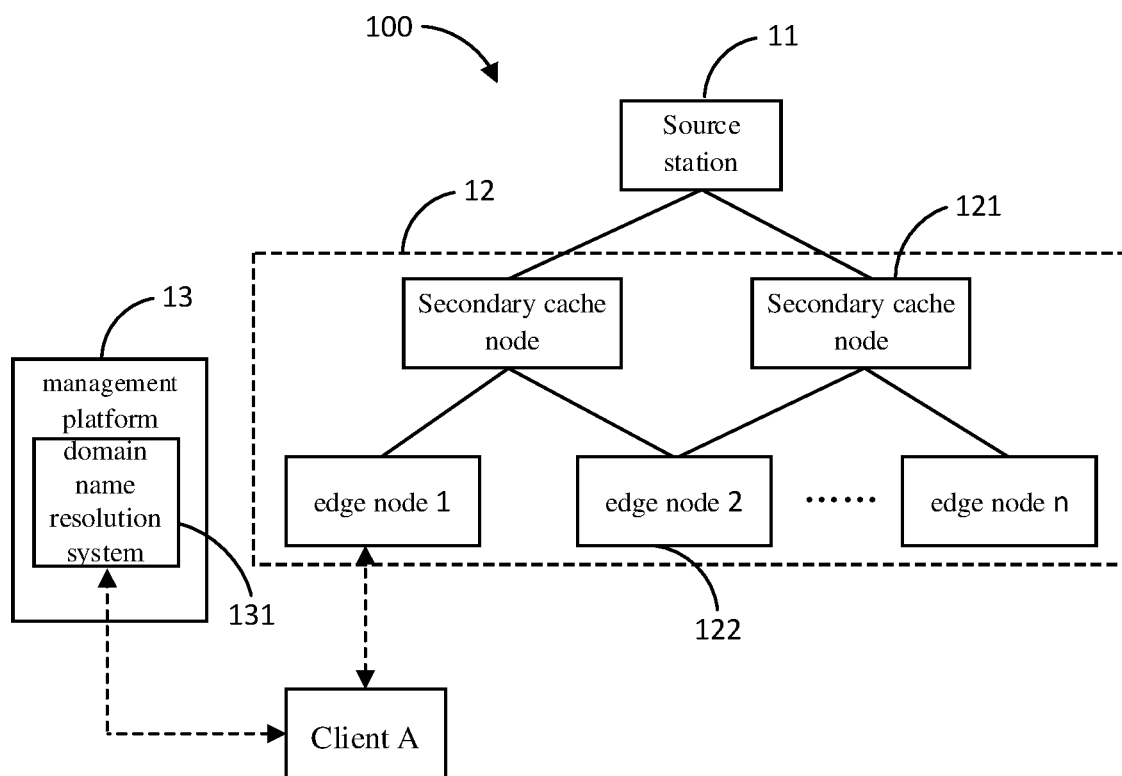 100
11
Source
station
12
121
Secondary cache
node
Secondary cache
node
13
management
platform
domain
name
resolution
system
131
edge node 1
edge node 2
......
edge node n
122
Client A